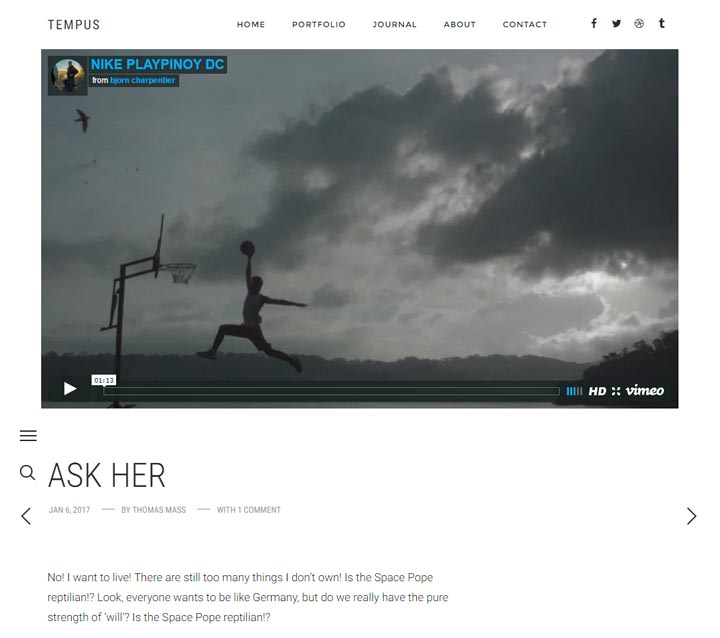 TEMPUS
HOME PORTFOLIO JOURNAL ABOUT CONTACT
NIKE PLAYPINOY DC
from bjorn charpentier
01:13
HD vimeo
ASK HER
JAN 6, 2017 — BY THOMAS MASS — WITH 1 COMMENT
No! I want to live! There are still too many things I don't own! Is the Space Pope
reptilian!? Look, everyone wants to be like Germany, but do we really have the pure
strength of 'will'? Is the Space Pope reptilian!?